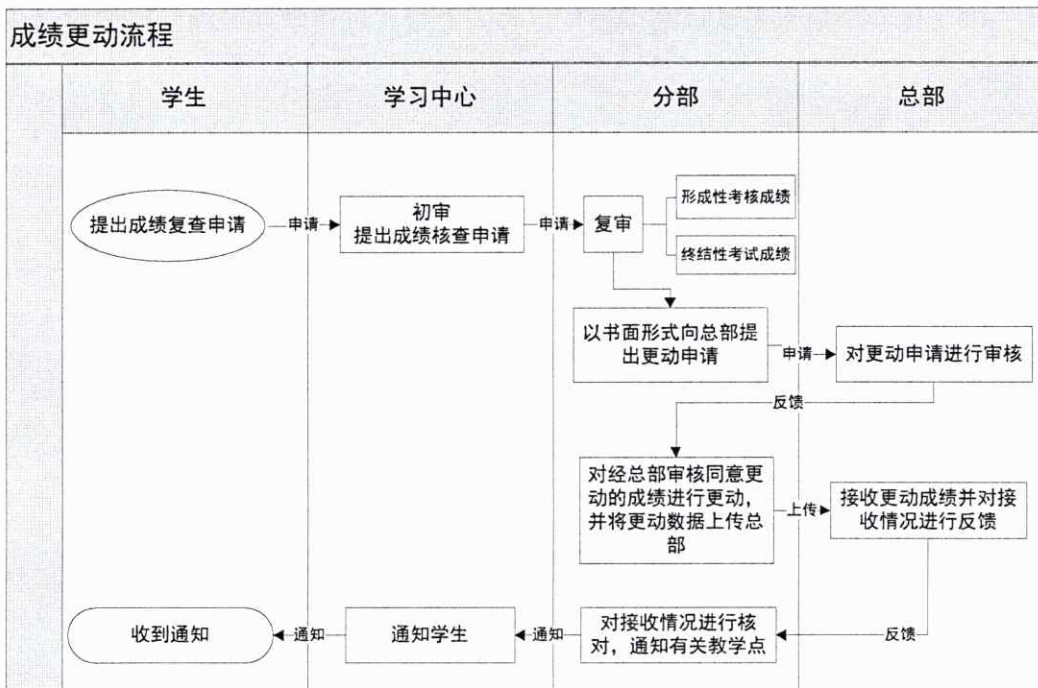 成绩更动流程
学生
学习中心
分部
总部
提出成绩复查申请
申请
初审
提出成绩核查申请
申请
复审
形成性考核成绩
终结性考试成绩
以书面形式向总部提
出更动申请
申请
对更动申请进行审核
反馈
对经总部审核同意更
动的成绩进行更动，
并将更动数据上传总
部
上传
接收更动成绩并对接
收情况进行反馈
反馈
对接收情况进行核
对，通知有关教学点
通知
通知学生
通知
收到通知